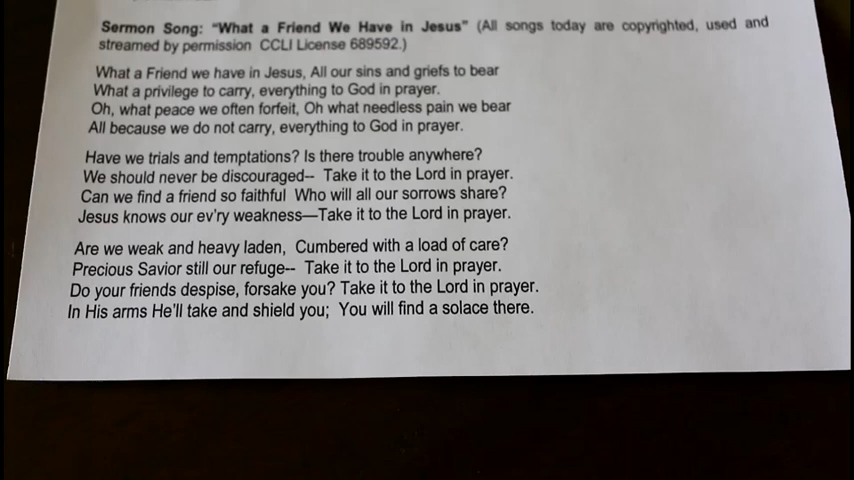 Sermon Song: "What a Friend We Have in Jesus" (All songs today are copyrighted, used and
streamed by permission CCLI License 689592.)
What a Friend we have in Jesus, All our sins and griefs to bear
What a privilege to carry, everything to God in prayer.
Oh, what peace we often forfeit, Oh what needless pain we bear
All because we do not carry, everything to God in prayer.
Have we trials and temptations? Is there trouble anywhere?
We should never be discouraged-- Take it to the Lord in prayer.
Can we find a friend so faithful Who will all our sorrows share?
Jesus knows our ev'ry weakness—Take it to the Lord in prayer.
Are we weak and heavy laden, Cumbered with a load of care?
Precious Savior still our refuge-- Take it to the Lord in prayer.
Do your friends despise, forsake you? Take it to the Lord in prayer.
In His arms He'll take and shield you; You will find a solace there.